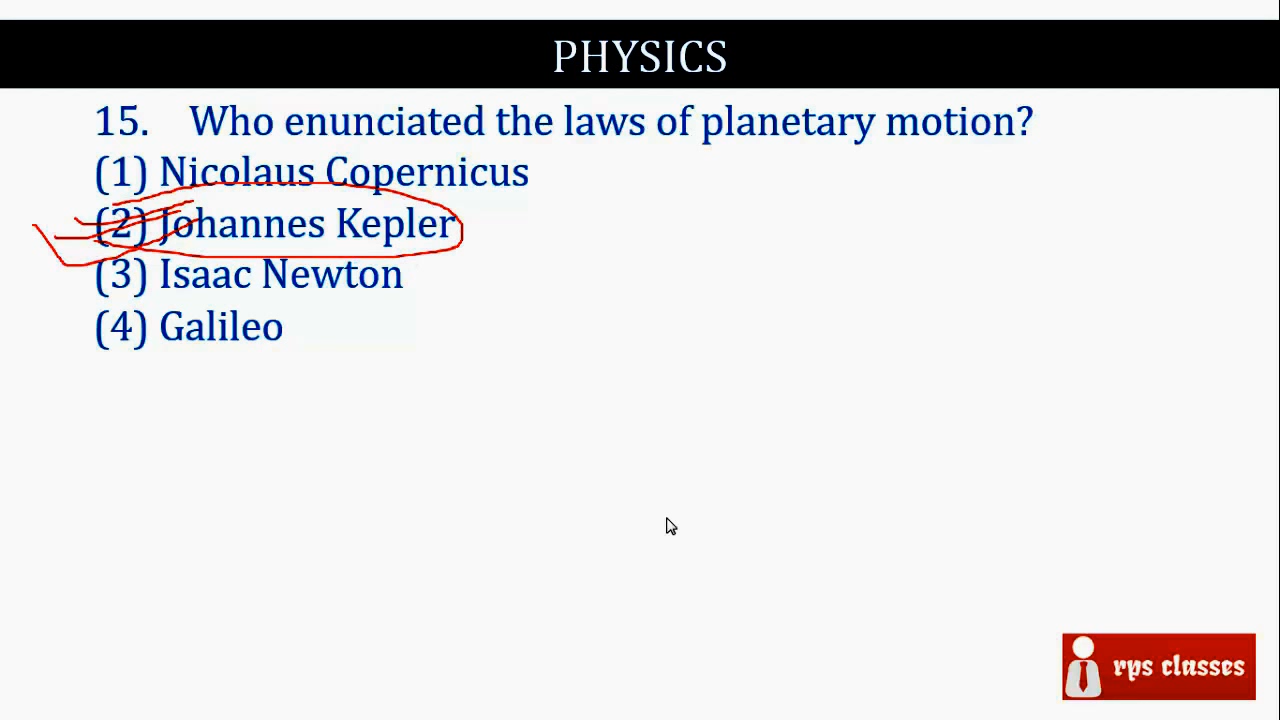 PHYSICS
15. Who enunciated the laws of planetary motion?
(1) Nicolaus Copernicus
(2) Johannes Kepler
(3) Isaac Newton
(4) Galileo
rps classes